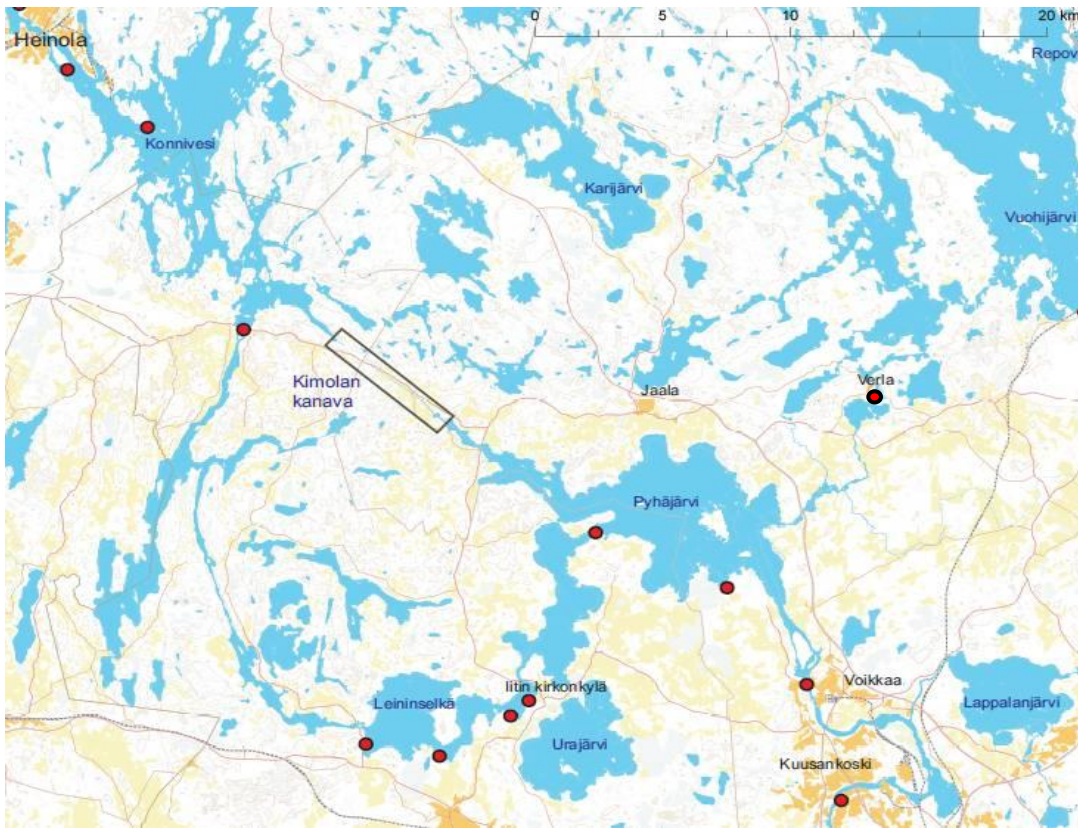 0 5 10 20 km
Heinola
Repov
Konnivesi
Karijärvi
Vuohijärvi
Kimolan
kanava
Jaala
Verla
Pyhäjärvi
Iitin kirkonkylä
Voikkaa
Leininselkä
Lappalanjärvi
Urajärvi
Kuusankoski